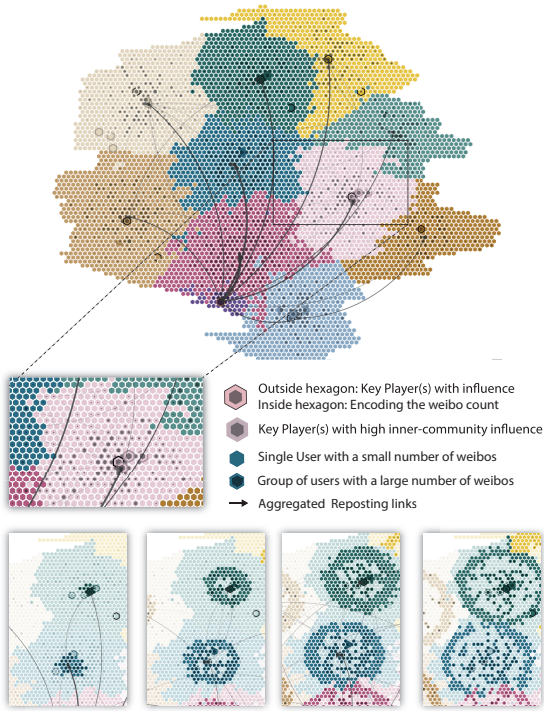 Outside hexagon: Key Player(s) with influence
Inside hexagon: Encoding the weibo count
Key Player(s) with high inner-community influence
Single User with a small number of weibos
Group of users with a large number of weibos
Aggregated Reposting links